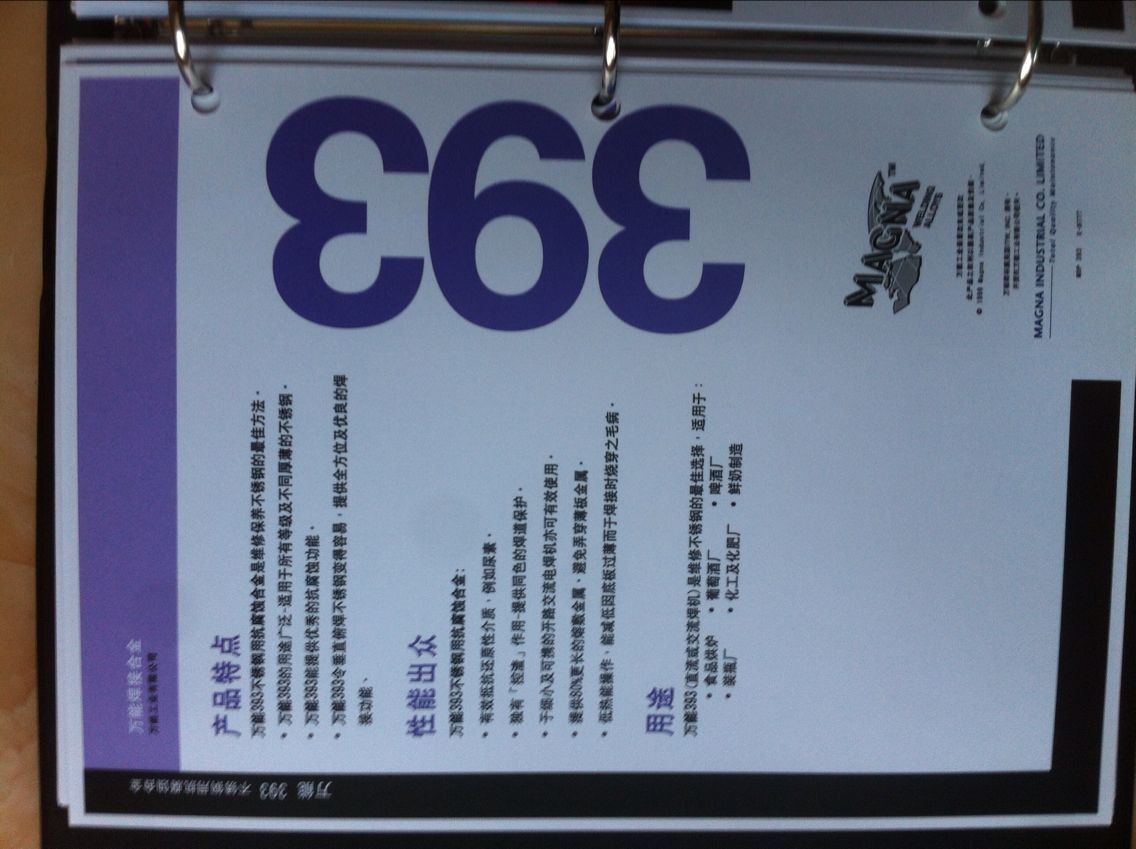 万能焊接合金
万能工业有限公司
万能 393 不锈钢用抗腐蚀合金
393
产品特点
万能393不锈钢用抗腐蚀合金是维修保养不锈钢的最佳方法。
• 万能393的用途广泛-适用于所有等级及不同厚薄的不锈钢。
• 万能393能提供优秀的抗腐蚀功能。
• 万能393令垂直俯焊不锈钢变得容易，提供全方位及优良的焊
接功能、
性能出众
万能393不锈钢用抗腐蚀合金:
• 有效抵抗还原性介质，例如尿素。
• 独有「控渣」作用-提供同色的焊道保护。
• 于细小及可携的开路交流电焊机亦可有效使用。
• 提供80%更长的熔敷金属、避免弄穿薄板金属。
• 低热能操作，能减低因底板过薄而于焊接时烧穿之毛病。
用途
万能393 (直流或交流焊机) 是维修不锈钢的最佳选择，适用于:
• 食品烘炉 • 葡萄酒厂 • 啤酒厂
• 装瓶厂 • 化工及化肥厂 • 鲜奶制造
MAGNA™
WELDING
ALLOYS
© 1999 Magna Industrial Co. Limited.
MAGNA INDUSTRIAL CO. LIMITED
Total Quality Maintenance